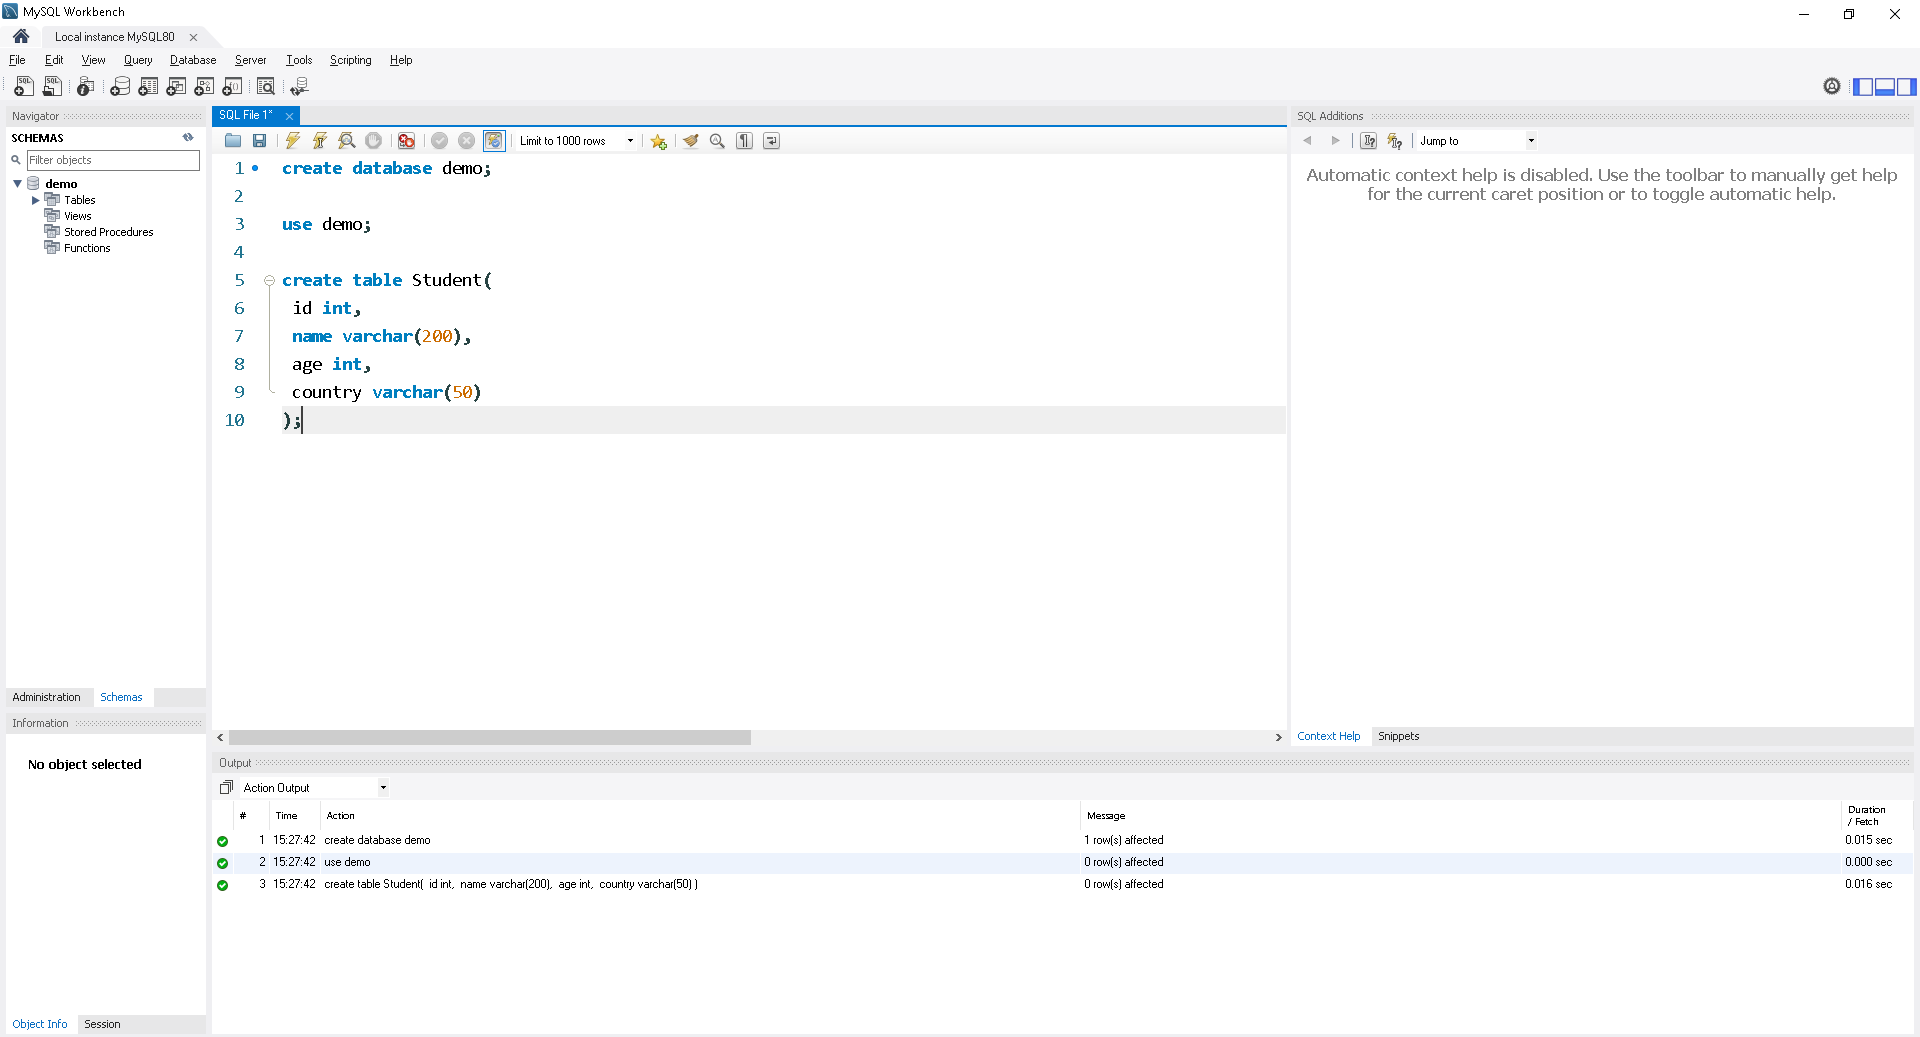 MySQL Workbench
Local instance MySQL80
File Edit View Query Database Server Tools Scripting Help
Navigator
SCHEMAS
Filter objects
demo
Tables
Views
Stored Procedures
Functions
Administration Schemas
Information
No object selected
Object Info Session
SQL File 1*
Limit to 1000 rows
1 create database demo;
2
3 use demo;
4
5 create table Student(
6 id int,
7 name varchar(200),
8 age int,
9 country varchar(50)
10 );
SQL Additions
Jump to
Automatic context help is disabled. Use the toolbar to manually get help
for the current caret position or to toggle automatic help.
Context Help Snippets
Output
Action Output
# Time Action Message Duration / Fetch
1 15:27:42 create database demo 1 row(s) affected 0.015 sec
2 15:27:42 use demo 0 row(s) affected 0.000 sec
3 15:27:42 create table Student( id int, name varchar(200), age int, country varchar(50) ) 0 row(s) affected 0.016 sec